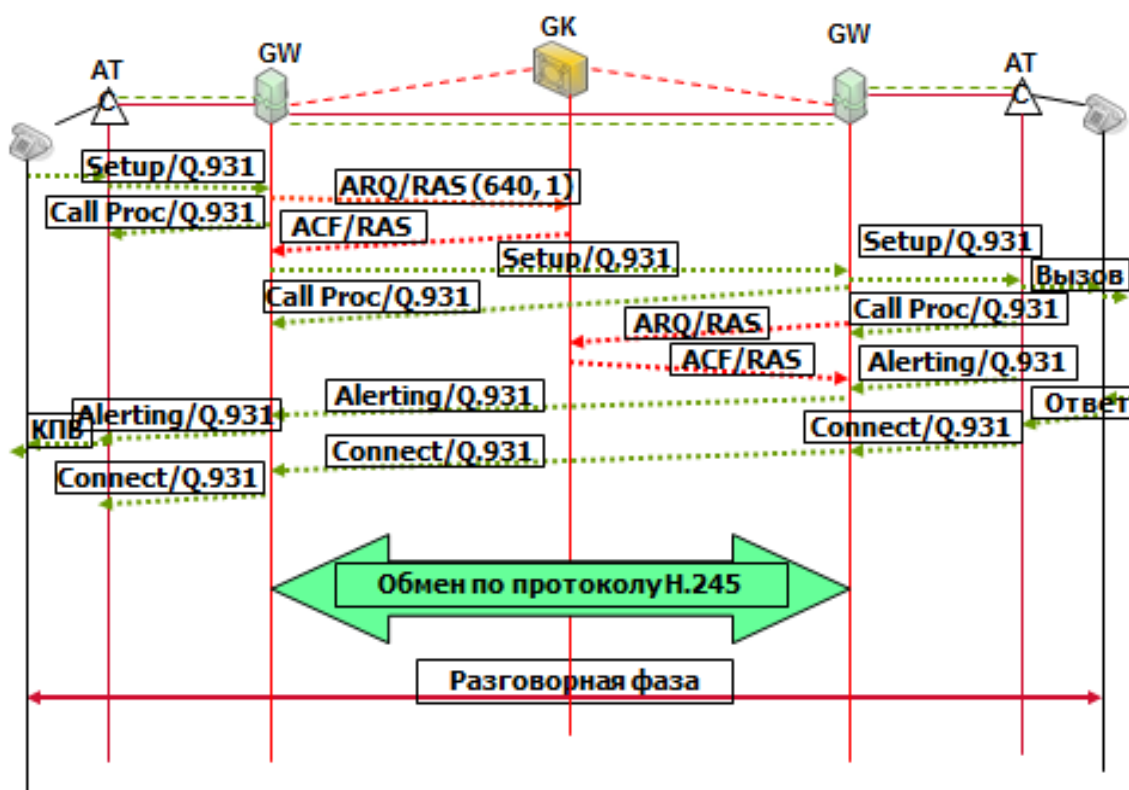 GK
GW
GW
AT
AT
C
C
Setup/Q.931
ARQ/RAS (640, 1)
Call Proc/Q.931
ACF/RAS
Setup/Q.931
Setup/Q.931
Вызов
Call Proc/Q.931
Call Proc/Q.931
ARQ/RAS
ACF/RAS
Alerting/Q.931
Alerting/Q.931
Alerting/Q.931
КПВ
Ответ
Connect/Q.931
Connect/Q.931
Connect/Q.931
Обмен по протоколу H.245
Разговорная фаза